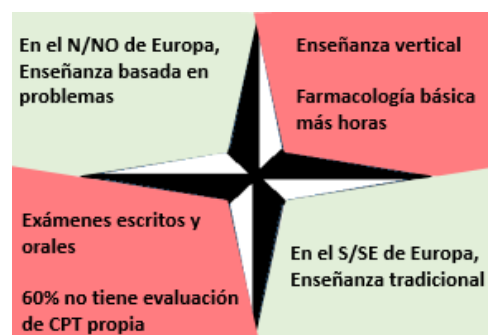 En el N/NO de Europa,
Enseñanza basada en
problemas
Enseñanza vertical
Farmacología básica
más horas
Exámenes escritos y
orales
60% no tiene evaluación
de CPT propia
En el S/SE de Europa,
Enseñanza tradicional